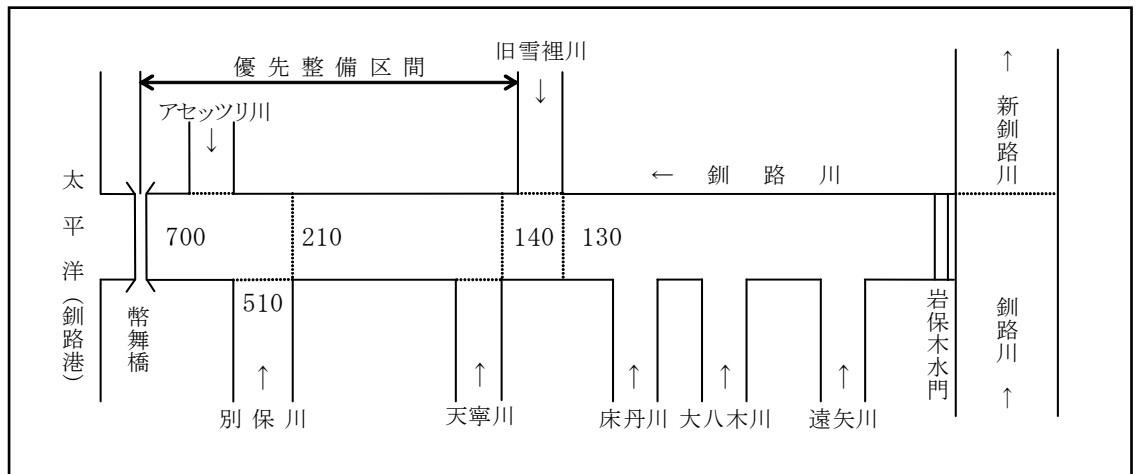 旧雪裡川
↓
優先整備区間
アセッツリ川
↓
↑
新釧路川
← 釧路川
太平洋(釧路港)
700
210
140
130
510
幣舞橋
岩保木水門
釧路川
↑
↑
別保川
↑
天寧川
↑
床丹川
↑
大八木川
↑
遠矢川